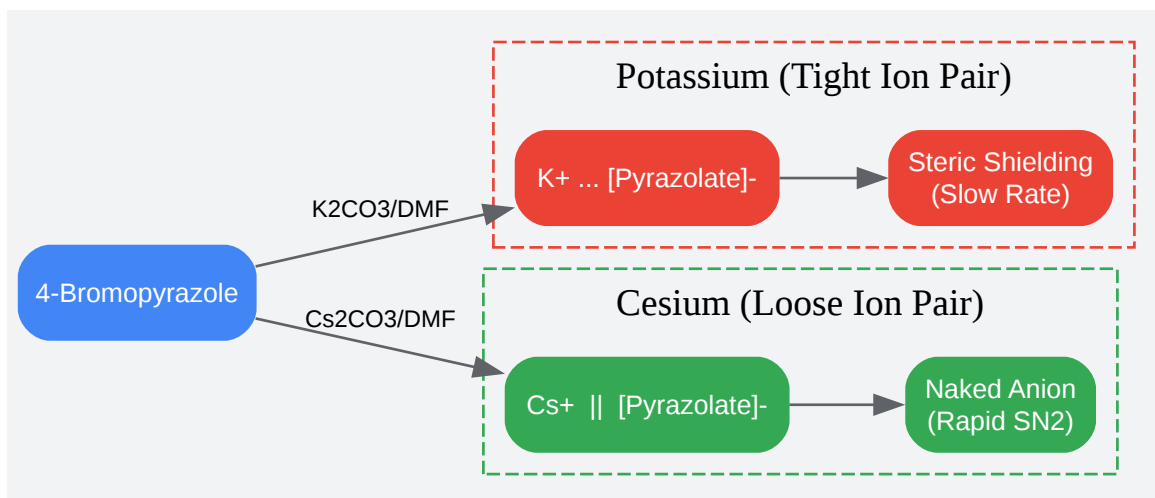 Potassium (Tight Ion Pair)
K+ ... [Pyrazolate]-
Steric Shielding
(Slow Rate)
K2CO3/DMF
4-Bromopyrazole
Cs2CO3/DMF
Cesium (Loose Ion Pair)
Cs+ || [Pyrazolate]-
Naked Anion
(Rapid SN2)